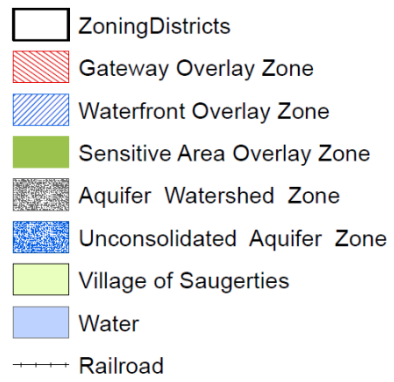 ZoningDistricts
Gateway Overlay Zone
Waterfront Overlay Zone
Sensitive Area Overlay Zone
Aquifer Watershed Zone
Unconsolidated Aquifer Zone
Village of Saugerties
Water
Railroad